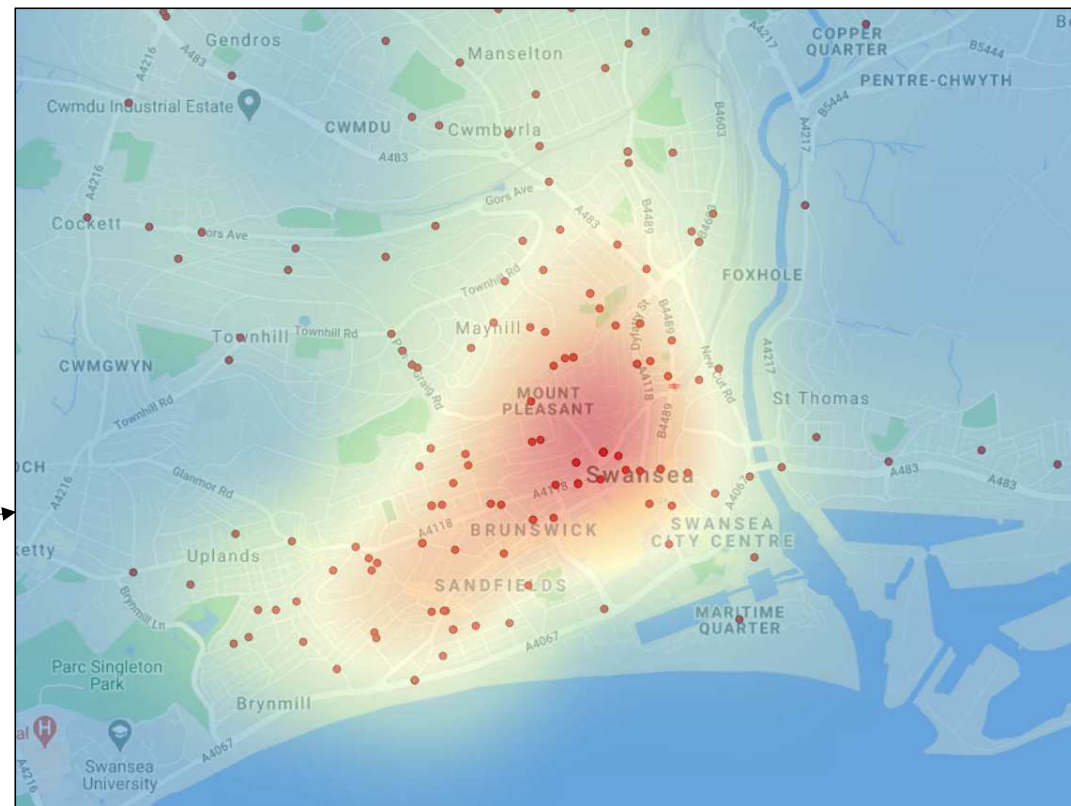 Gendros
Manselton
COPPER
QUARTER
B5444
PENTRE-CHWYTH
A4217
A4216
A483
B5444
Cwmdu Industrial Estate
B4603
CWMDU
Cwmbwrla
A4217
A483
A4216
Gors Ave
Cockett
A483
B4489
Gors Ave
FOXHOLE
Townhill Rd
B4489
Townhill
Townhill Rd
Mayhill
Dyfatty St
New Cut Rd
A4217
CWMGWYN
A4118
MOUNT
PLEASANT
St Thomas
Townhill Rd
B4489
OCH
Glanmor Rd
A483
A483
Swansea
A4118
A4067
A4216
A4118
BRUNSWICK
SWANSEA
CITY CENTRE
ketty
Uplands
SANDFIELDS
Brynmill Ln
MARITIME
QUARTER
A4067
Parc Singleton
Park
Brynmill
al
H
A4067
Swansea
University
A4216